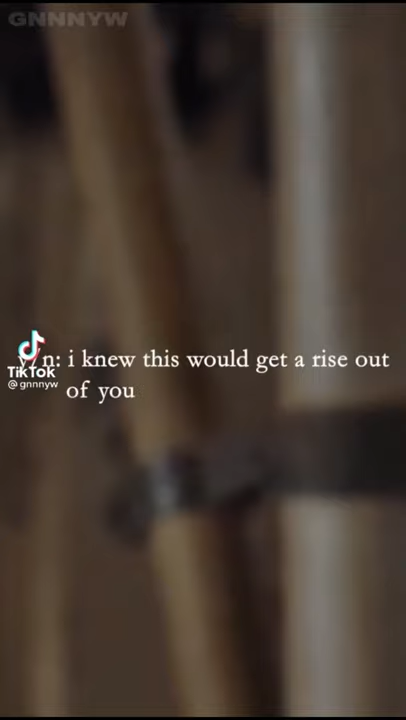 GNNNYW
y/n: i knew this would get a rise out
of you
TikTok
@gnnnyw